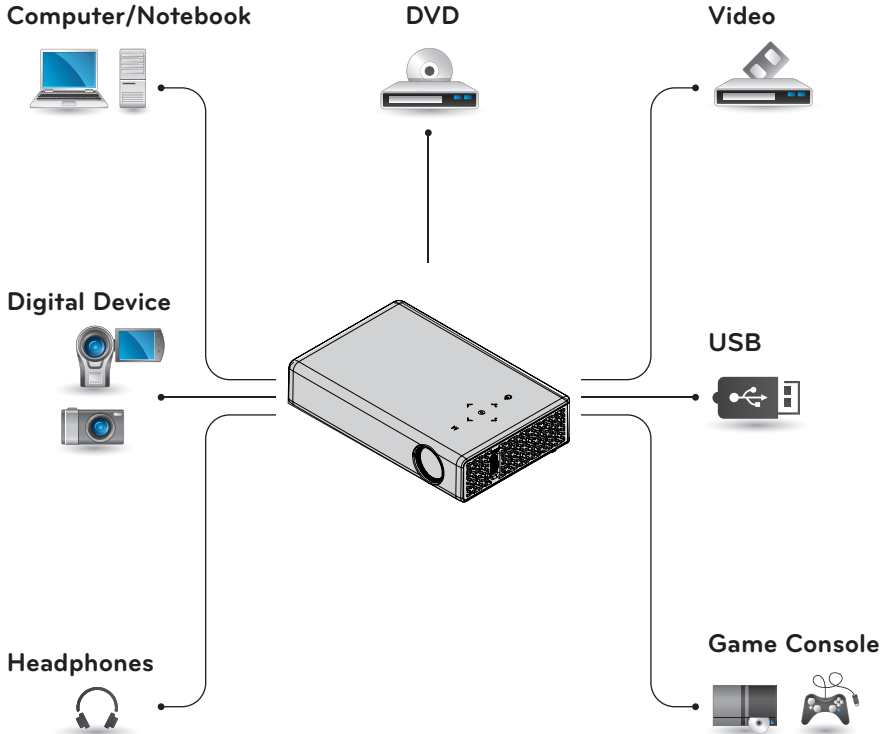 Computer/Notebook
DVD
Video
Digital Device
USB
Headphones
Game Console